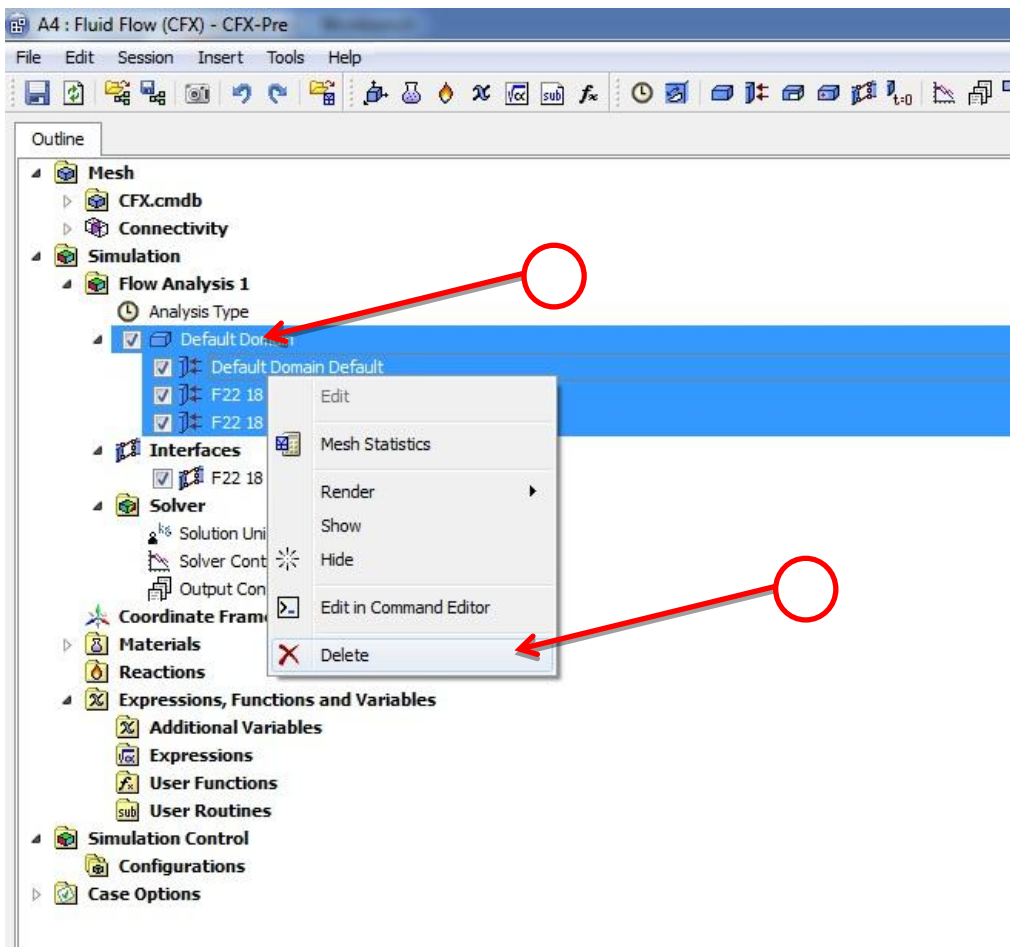 A4 : Fluid Flow (CFX) - CFX-Pre
File Edit Session Insert Tools Help
Outline
Mesh
CFX.cmdb
Connectivity
Simulation
Flow Analysis 1
Analysis Type
Default Domain
Default Domain Default
F22 18
F22 18
Interfaces
F22 18
Solver
Solution Uni
Solver Cont
Output Con
Coordinate Fram
Materials
Reactions
Expressions, Functions and Variables
Additional Variables
Expressions
User Functions
User Routines
Simulation Control
Configurations
Case Options
Edit
Mesh Statistics
Render
Show
Hide
Edit in Command Editor
Delete